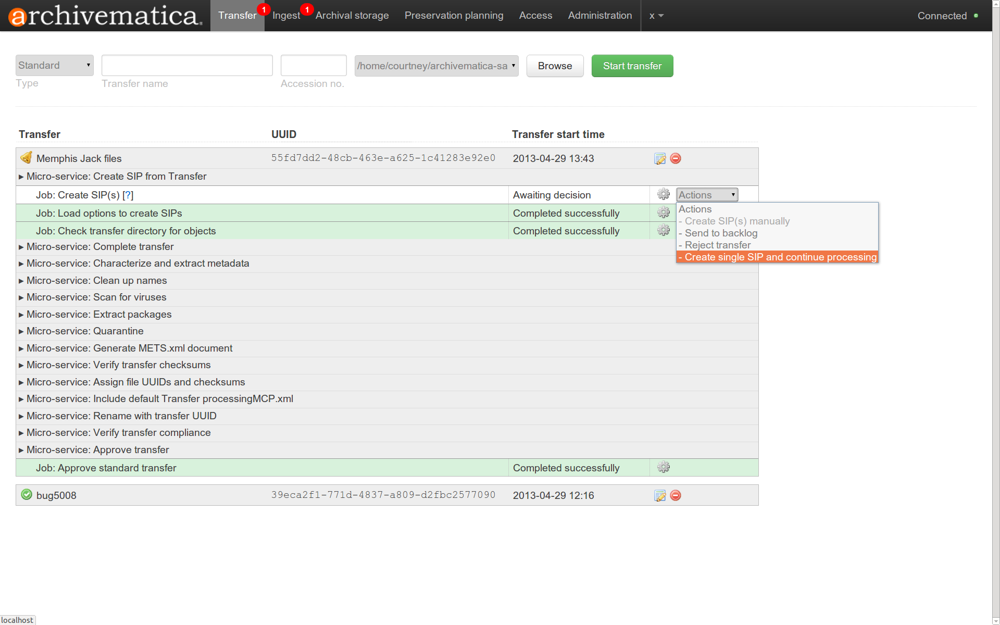 archivematica
Transfer 1 Ingest 1 Archival storage Preservation planning Access Administration x Connected
Standard /home/courtney/archivematica-sa Browse Start transfer
Type Transfer name Accession no.
Transfer UUID Transfer start time
Memphis Jack files 55fd7dd2-48cb-463e-a625-1c41283e92e0 2013-04-29 13:43
Micro-service: Create SIP from Transfer
Job: Create SIP(s) [?] Awaiting decision Actions
Job: Load options to create SIPs Completed successfully
Job: Check transfer directory for objects Completed successfully
Actions
- Create SIP(s) manually
- Send to backlog
- Reject transfer
- Create single SIP and continue processing
Micro-service: Complete transfer
Micro-service: Characterize and extract metadata
Micro-service: Clean up names
Micro-service: Scan for viruses
Micro-service: Extract packages
Micro-service: Quarantine
Micro-service: Generate METS.xml document
Micro-service: Verify transfer checksums
Micro-service: Assign file UUIDs and checksums
Micro-service: Include default Transfer processingMCP.xml
Micro-service: Rename with transfer UUID
Micro-service: Verify transfer compliance
Micro-service: Approve transfer
Job: Approve standard transfer Completed successfully
bug5008 39eca2f1-771d-4837-a809-d2fbc2577090 2013-04-29 12:16
localhost